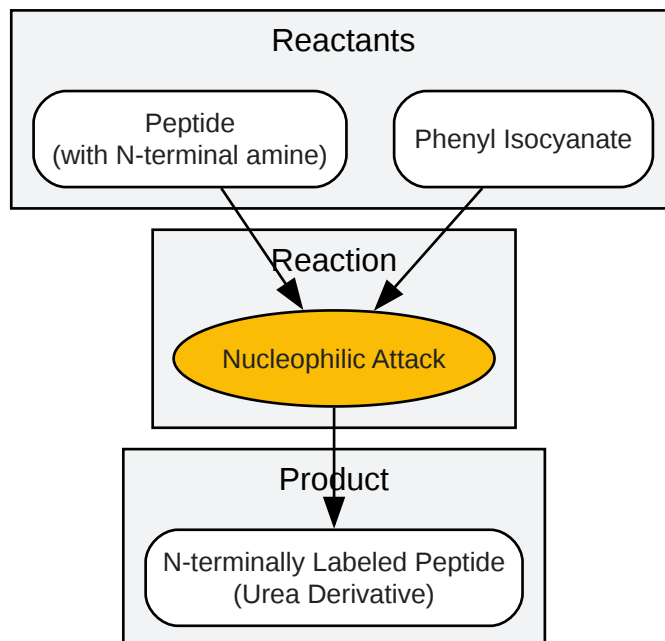 Reactants
Peptide
(with N-terminal amine)
Phenyl Isocyanate
Reaction
Nucleophilic Attack
Product
N-terminally Labeled Peptide
(Urea Derivative)